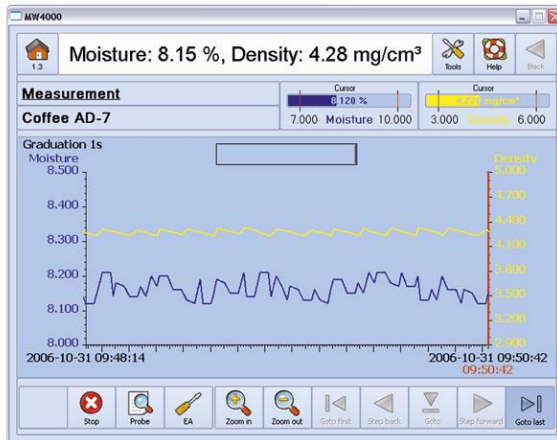 MW4000
1.3
Moisture: 8.15 %, Density: 4.28 mg/cm³
Tools
Help
Back
Measurement
Coffee AD-7
Cursor
8.120 %
7.000 Moisture 10.000
Cursor
mg/cm³
3.000 Density 6.000
Graduation 1s
Moisture
Density
8.500
8.400
8.300
8.200
8.100
8.000
5.000
4.700
4.400
4.100
3.800
3.500
3.200
2.900
2006-10-31 09:48:14
2006-10-31 09:50:42
09:50:42
Stop
Probe
EA
Zoom in
Zoom out
Goto first
Step back
Goto
Step forward
Goto last